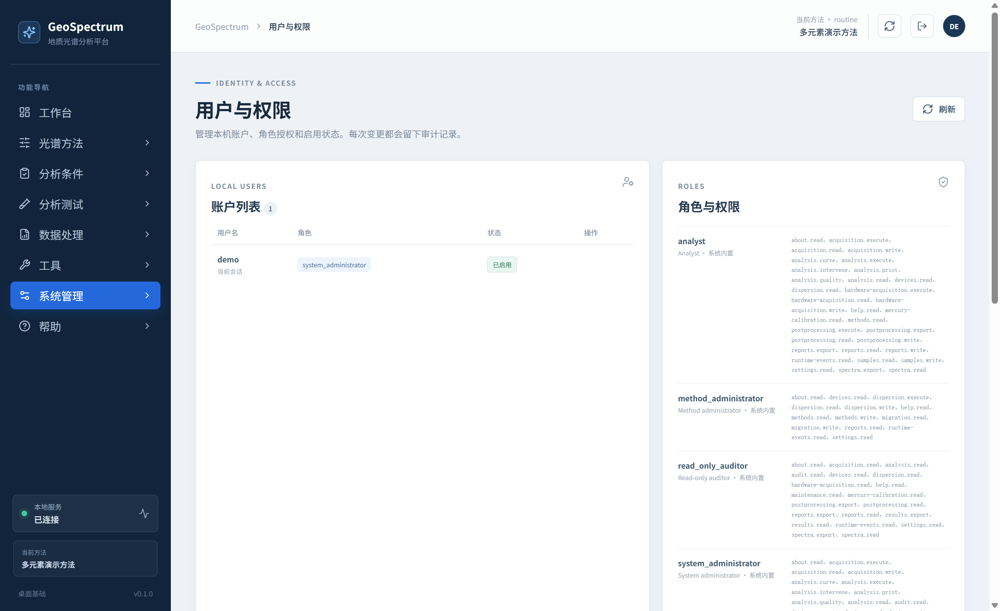 GeoSpectrum
地质光谱分析平台
功能导航
工作台
光谱方法
分析条件
分析测试
数据处理
工具
系统管理
帮助
本地服务
已连接
当前方法
多元素演示方法
桌面基础 v0.1.0
GeoSpectrum 用户与权限
当前方法 • routine
多元素演示方法
DE
IDENTITY & ACCESS
用户与权限
管理本机账户、角色授权和启用状态。每次变更都会留下审计记录。
刷新
LOCAL USERS
账户列表 1
用户名 角色 状态 操作
demo
当前会话
system_administrator
已启用
ROLES
角色与权限
analyst
Analyst • 系统内置
about.read、acquisition.execute、
acquisition.read、acquisition.write、
analysis.curve、analysis.execute、
analysis.intervene、analysis.print、
analysis.quality、analysis.read、devices.read、
dispersion.read、hardware-acquisition.execute、
hardware-acquisition.read、hardware-
acquisition.write、help.read、mercury-
calibration.read、methods.read、
postprocessing.execute、postprocessing.export、
postprocessing.read、postprocessing.write、
reports.export、reports.read、reports.write、
runtime-events.read、samples.read、samples.write、
settings.read、spectra.export、spectra.read
method_administrator
Method administrator • 系统内置
about.read、devices.read、dispersion.execute、
dispersion.read、dispersion.write、help.read、
methods.read、methods.write、migration.read、
migration.write、reports.read、runtime-
events.read、settings.read
read_only_auditor
Read-only auditor • 系统内置
about.read、acquisition.read、analysis.read、
audit.read、devices.read、dispersion.read、
hardware-acquisition.read、help.read、
maintenance.read、mercury-calibration.read、
postprocessing.export、postprocessing.read、
reports.export、reports.read、results.export、
results.read、runtime-events.read、settings.read、
spectra.export、spectra.read
system_administrator
System administrator • 系统内置
about.read、acquisition.execute、
acquisition.read、acquisition.write、
analysis.curve、analysis.execute、
analysis.intervene、analysis.print、
analysis.quality、analysis.read、audit.read、